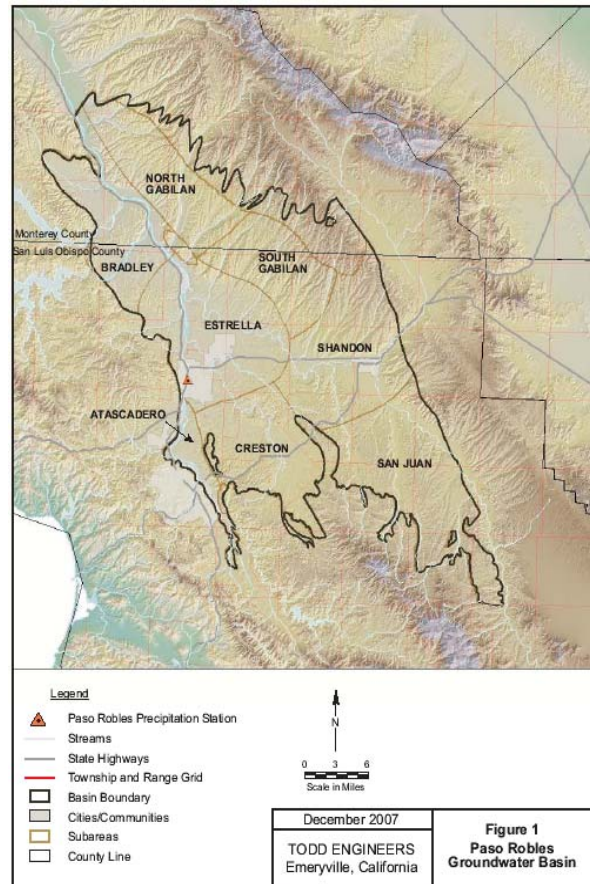 NORTH
GABILAN
Monterey County
San Luis Obispo County
BRADLEY
SOUTH
GABILAN
ESTRELLA
SHANDON
ATASCADERO
CRESTON
SAN JUAN
Legend
Paso Robles Precipitation Station
Streams
State Highways
Township and Range Grid
Basin Boundary
Cities/Communities
Subareas
County Line
N
0 3 6
Scale in Miles
December 2007
TODD ENGINEERS
Emeryville, California
Figure 1
Paso Robles
Groundwater Basin